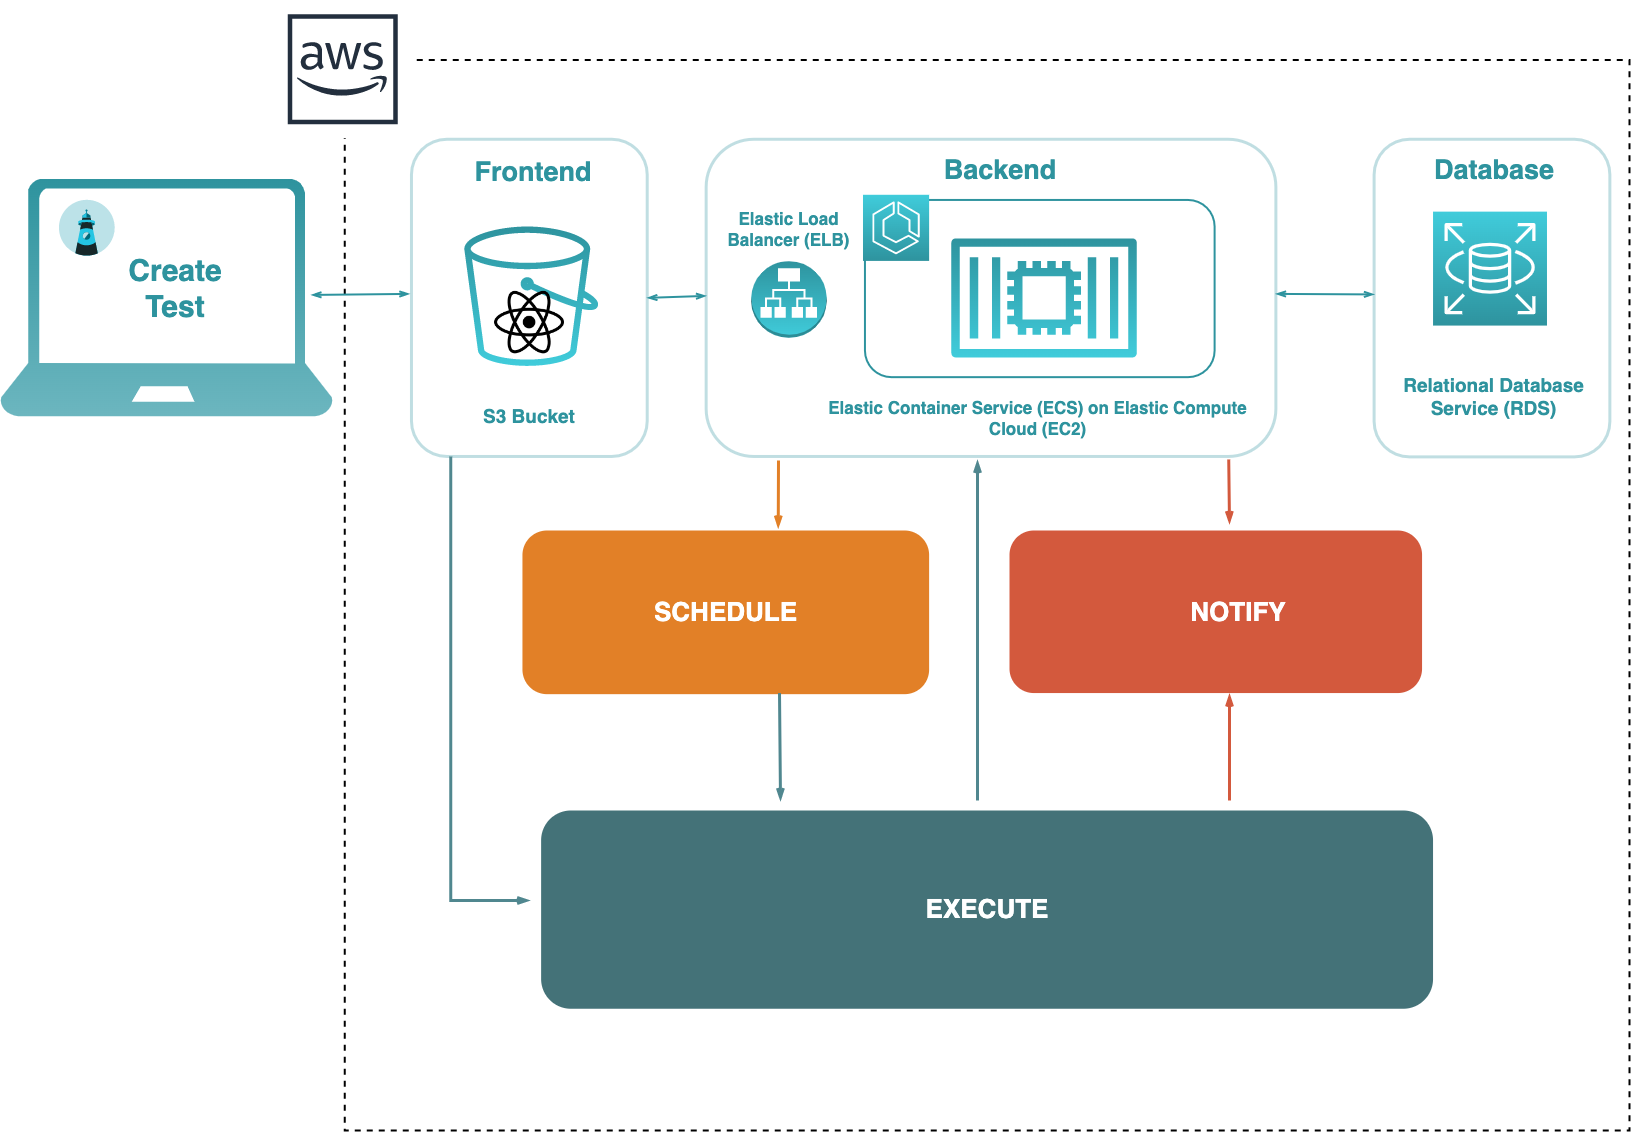 aws
Create
Test
Frontend
S3 Bucket
Backend
Elastic Load
Balancer (ELB)
Elastic Container Service (ECS) on Elastic Compute
Cloud (EC2)
Database
Relational Database
Service (RDS)
SCHEDULE
NOTIFY
EXECUTE